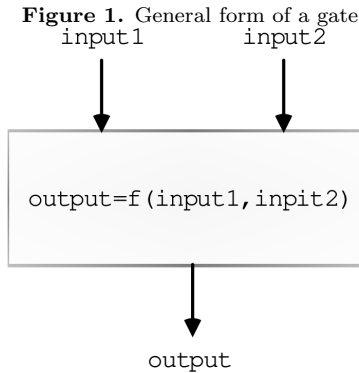 Figure 1. General form of a gate
input1 input2
output=f(input1,inpit2)
output